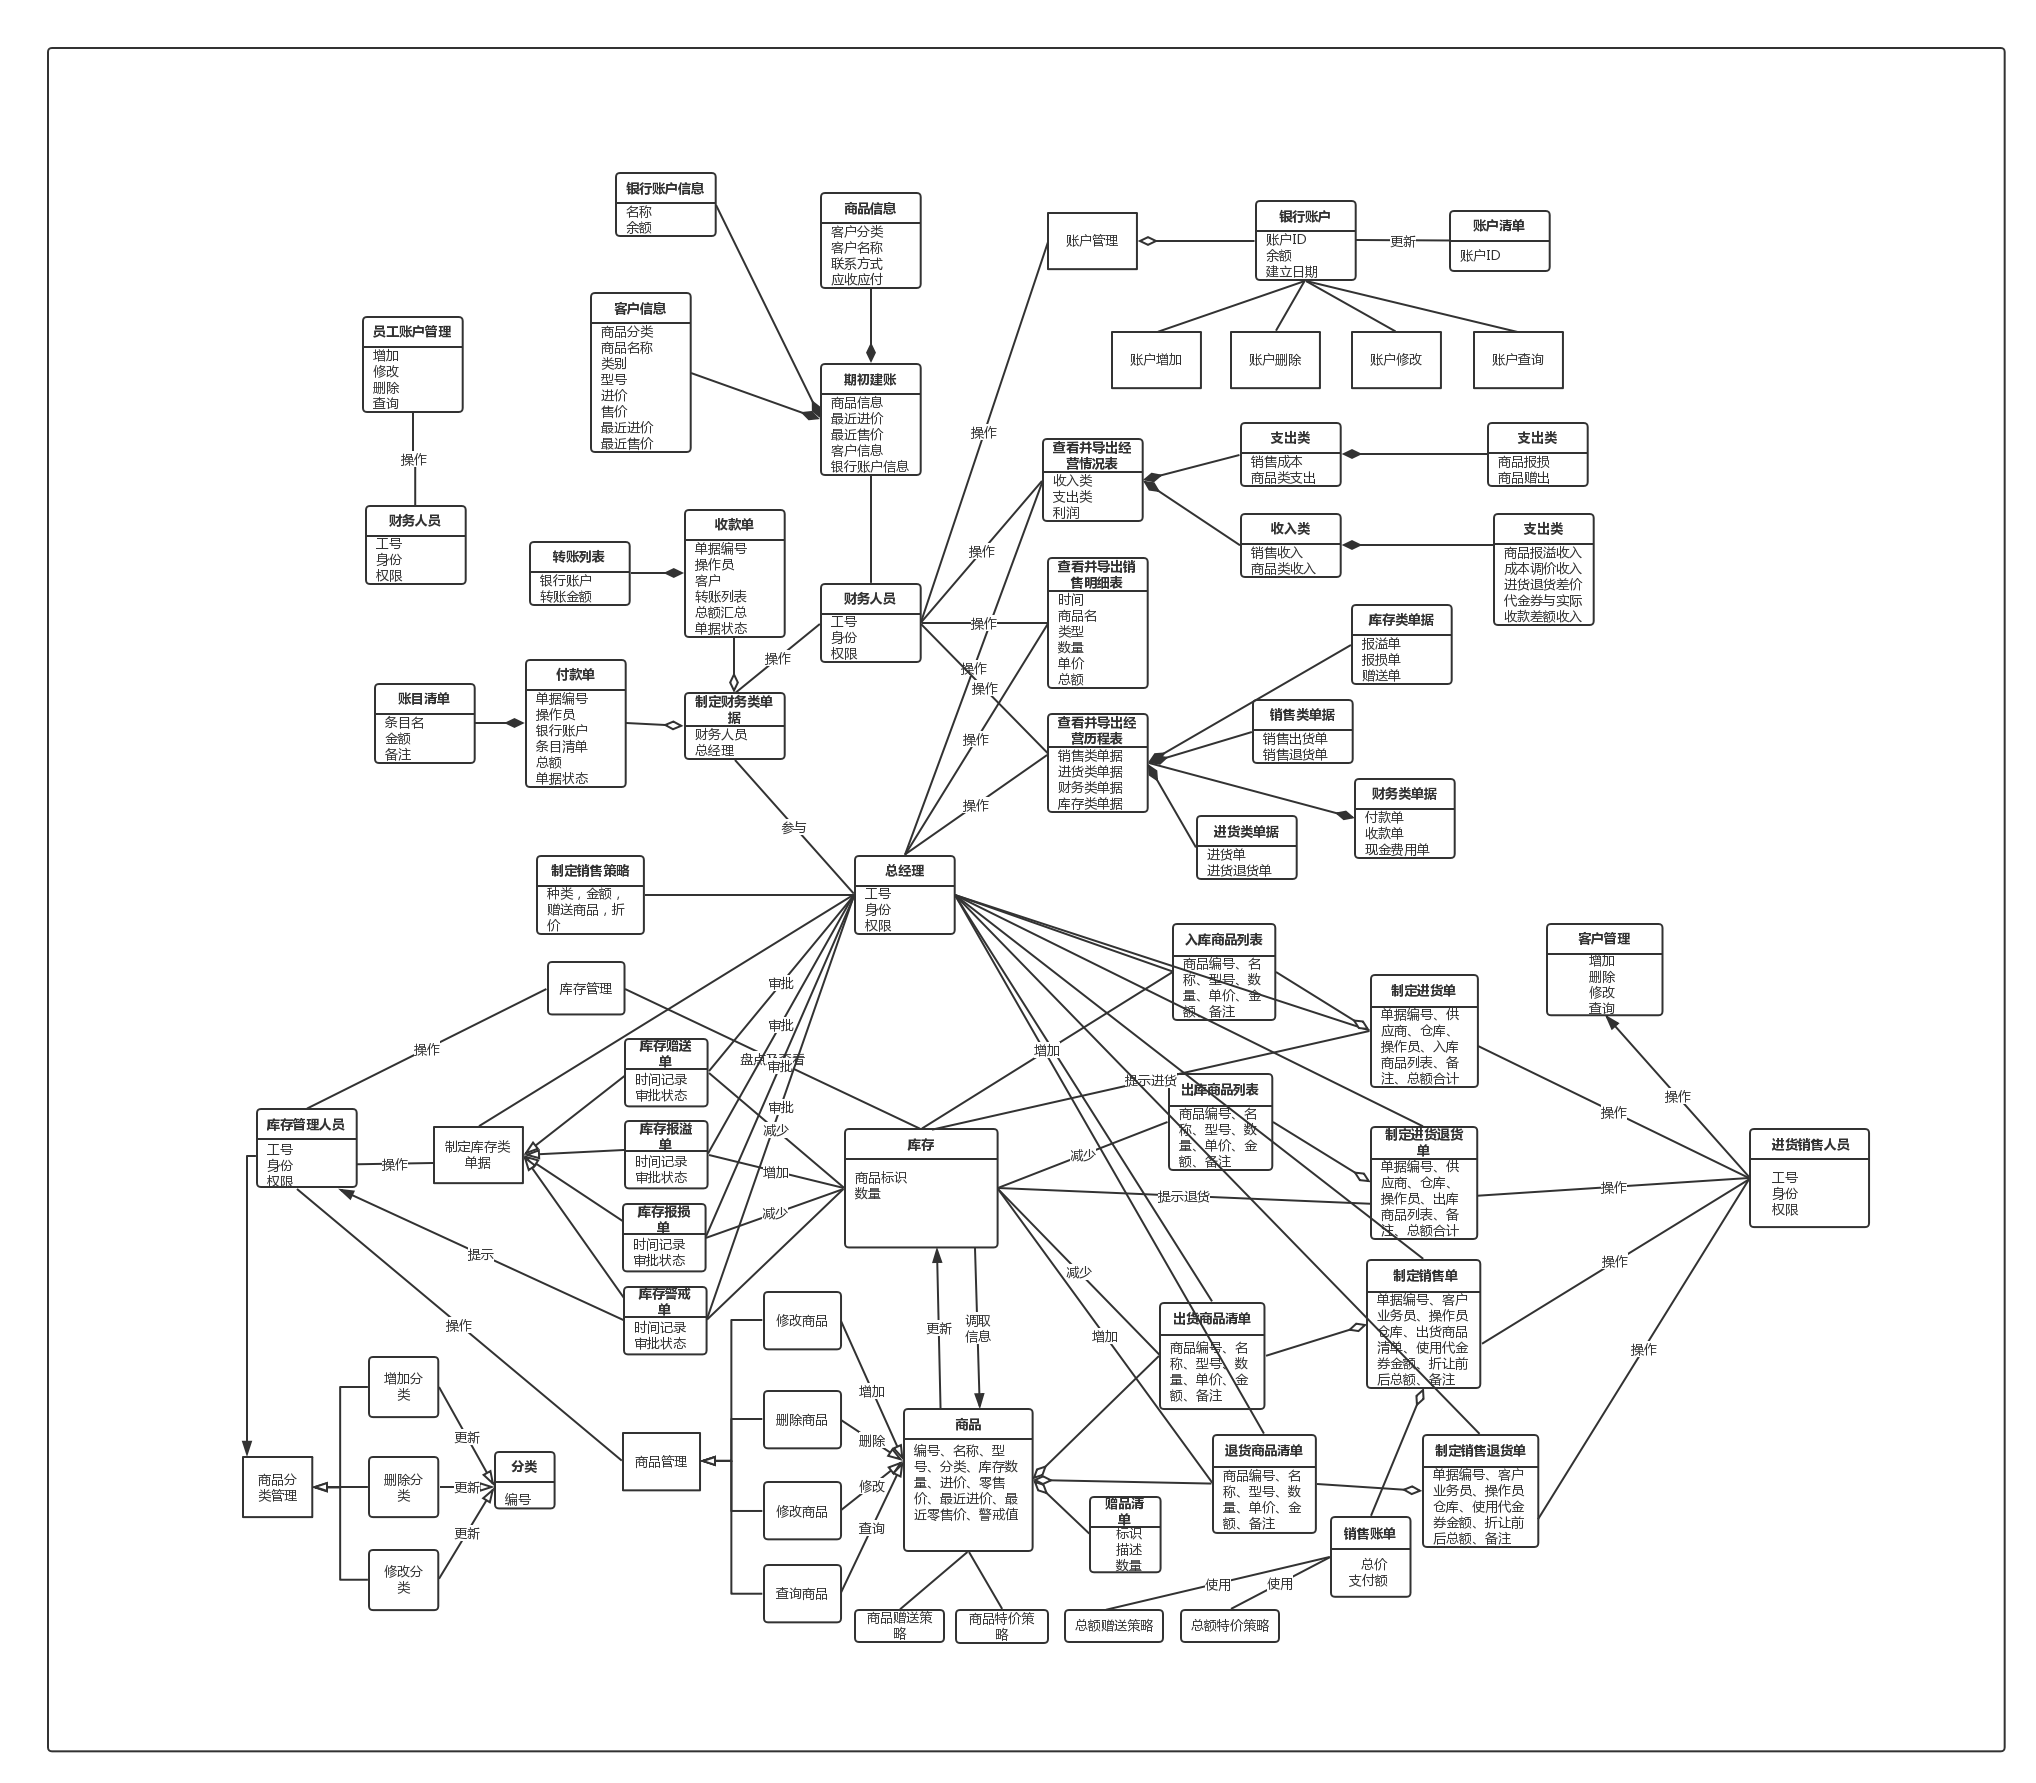 银行账户信息
名称
余额
商品信息
客户分类
客户名称
联系方式
应收应付
账户管理
银行账户
账户ID
余额
建立日期
更新
账户清单
账户ID
客户信息
商品分类
商品名称
类别
型号
进价
售价
最近进价
最近售价
员工账户管理
增加
修改
删除
查询
账户增加
账户删除
账户修改
账户查询
期初建账
商品信息
最近进价
最近售价
客户信息
银行账户信息
操作
操作
查看并导出经
营情况表
收入类
支出类
利润
支出类
销售成本
商品类支出
支出类
商品报损
商品赠出
财务人员
工号
身份
权限
收款单
单据编号
操作员
客户
转账列表
总额汇总
单据状态
转账列表
银行账户
转账金额
收入类
销售收入
商品类收入
支出类
商品报溢收入
成本调价收入
进货退货差价
代金券与实际
收款差额收入
操作
查看并导出销
售明细表
时间
商品名
类型
数量
单价
总额
财务人员
工号
身份
权限
操作
操作
操作
操作
库存类单据
报溢单
报损单
赠送单
付款单
单据编号
操作员
银行账户
条目清单
总额
单据状态
账目清单
条目名
金额
备注
制定财务类单
据
财务人员
总经理
操作
查看并导出经
营历程表
销售类单据
进货类单据
财务类单据
库存类单据
销售类单据
销售出货单
销售退货单
财务类单据
付款单
收款单
现金费用单
操作
参与
进货类单据
进货单
进货退货单
制定销售策略
种类，金额，
赠送商品，折
价
总经理
工号
身份
权限
入库商品列表
商品编号、名
称、型号、数
量、单价、金
额、备注
客户管理
增加
删除
修改
查询
库存管理
审批
制定进货单
单据编号、供
应商、仓库、
操作员、入库
商品列表、备
注、总额合计
操作
审批
盘点及查看
审批
增加
库存赠送
单
时间记录
审批状态
提示进货
出库商品列表
商品编号、名
称、型号、数
量、单价、金
额、备注
操作
审批
操作
库存管理人员
工号
身份
权限
操作
制定库存类
单据
库存报溢
单
时间记录
审批状态
减少
增加
减少
库存
商品标识
数量
减少
提示退货
制定进货退货
单
单据编号、供
应商、仓库、
操作员、出库
商品列表、备
注、总额合计
操作
进货销售人员
工号
身份
权限
库存报损
单
时间记录
审批状态
提示
操作
减少
操作
库存警戒
单
时间记录
审批状态
修改商品
更新
调取
信息
增加
出货商品清单
商品编号、名
称、型号、数
量、单价、金
额、备注
制定销售单
单据编号、客户
业务员、操作员
仓库、出货商品
清单、使用代金
券金额、折让前
后总额、备注
操作
增加分
类
更新
增加
删除商品
删除
商品
编号、名称、型
号、分类、库存数
量、进价、零售
价、最近进价、最
近零售价、警戒值
商品分
类管理
删除分
类
更新
分类
编号
商品管理
修改
修改商品
查询
赠品清
单
标识
描述
数量
退货商品清单
商品编号、名
称、型号、数
量、单价、金
额、备注
制定销售退货单
单据编号、客户
业务员、操作员
仓库、使用代金
券金额、折让前
后总额、备注
更新
修改分
类
查询商品
销售账单
总价
支付额
使用
使用
商品赠送策
略
商品特价策
略
总额赠送策略
总额特价策略